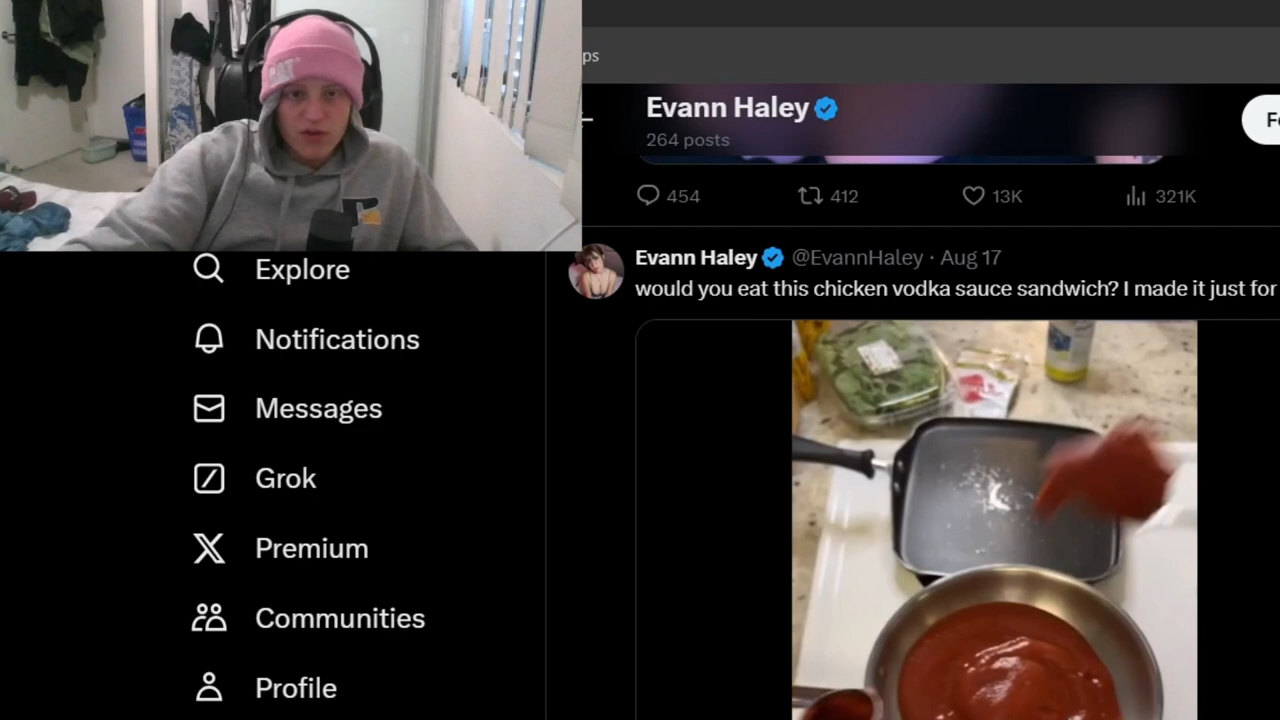 ps
Evann Haley
264 posts
454 412 13K 321K
Evann Haley @EvannHaley · Aug 17
would you eat this chicken vodka sauce sandwich? I made it just for
Explore
Notifications
Messages
Grok
Premium
Communities
Profile